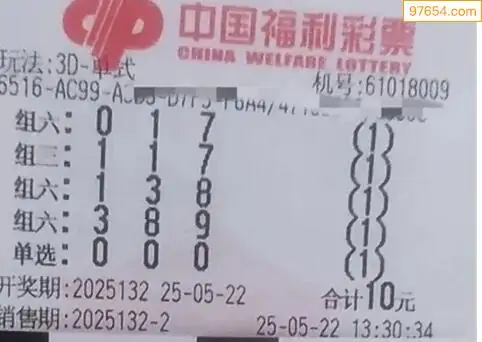 97654.com
中国福利彩票
CHINA WELFARE LOTTERY
玩法:3D-单式
机号:61018009
6516-AC99-
组六: 0 1 7 (1)
组三: 1 1 7 (1)
组六: 1 3 8 (1)
组六: 3 8 9 (1)
单选: 0 0 0 (1)
开奖期:2025132 25-05-22 合计10元
销售期:2025132-2 25-05-22 13:30:34